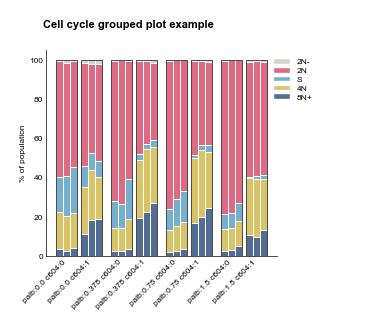 Cell cycle grouped plot example
100
80
60
40
20
0
% of population
2N-
2N
S
4N
8N+
palb:0.0 c604:0
palb:0.0 c604:1
palb:0.375 c604:0
palb:0.375 c604:1
palb:0.75 c604:0
palb:0.75 c604:1
palb:1.5 c604:0
palb:1.5 c604:1